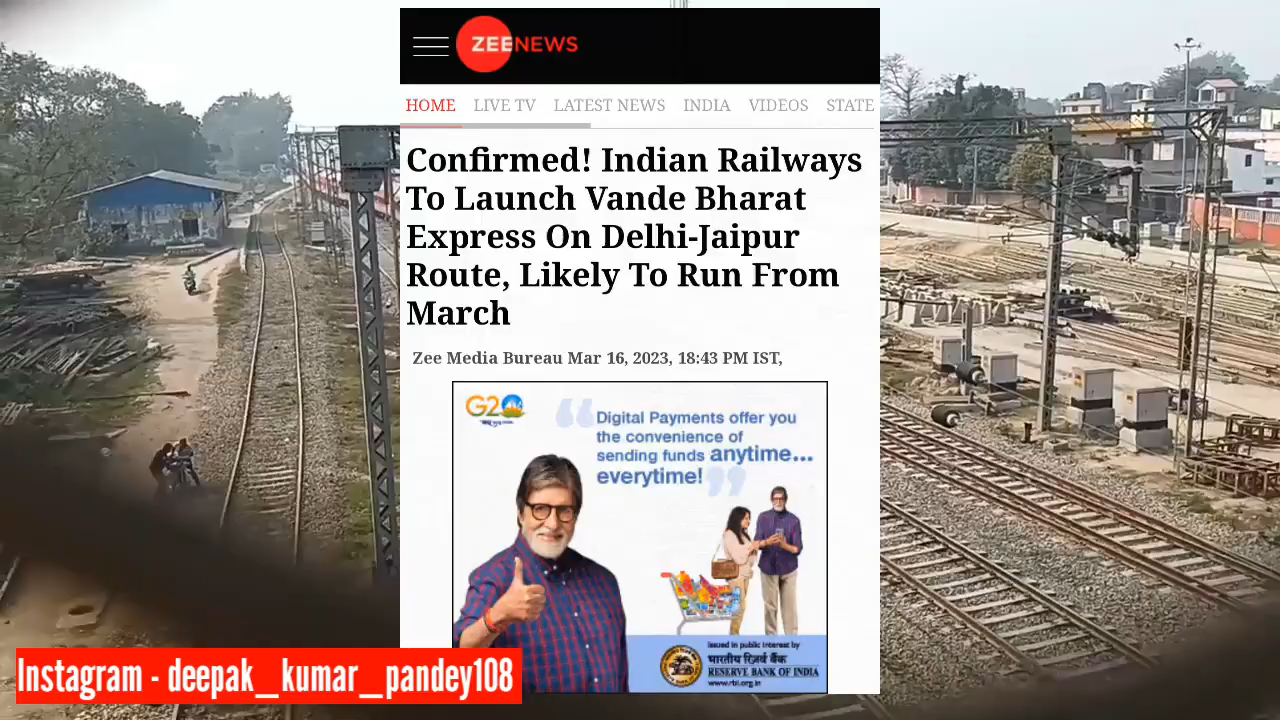 ZEENEWS
HOME LIVE TV LATEST NEWS INDIA VIDEOS STATE
Confirmed! Indian Railways
To Launch Vande Bharat
Express On Delhi-Jaipur
Route, Likely To Run From
March
Zee Media Bureau Mar 16, 2023, 18:43 PM IST,
G20
Digital Payments offer you
the convenience of
sending funds anytime...
everytime!
Issued in public interest by
भारतीय रिज़र्व बैंक
RESERVE BANK OF INDIA
www.rbi.org.in
Instagram - deepak_kumar_pandey108